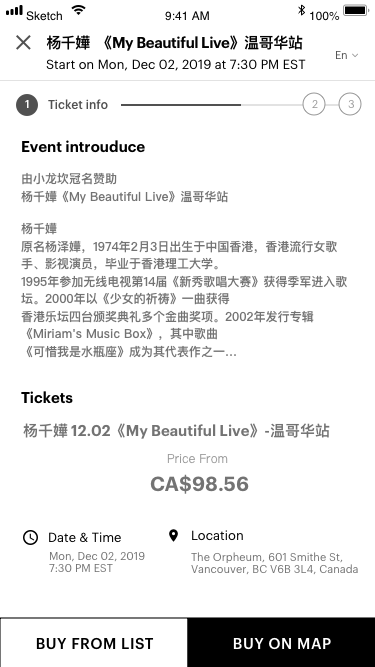 Sketch 9:41 AM 100%
杨千嬅 《My Beautiful Live》温哥华站
Start on Mon, Dec 02, 2019 at 7:30 PM EST
En
1 Ticket info 2 3
Event introuduce
由小龙坎冠名赞助
杨千嬅《My Beautiful Live》温哥华站
杨千嬅
原名杨泽嬅，1974年2月3日出生于中国香港，香港流行女歌
手、影视演员，毕业于香港理工大学。
1995年参加无线电视第14届《新秀歌唱大赛》获得季军进入歌
坛。2000年以《少女的祈祷》一曲获得
香港乐坛四台颁奖典礼多个金曲奖项。2002年发行专辑
《Miriam's Music Box》，其中歌曲
《可惜我是水瓶座》成为其代表作之一...
Tickets
杨千嬅 12.02《My Beautiful Live》-温哥华站
Price From
CA$98.56
Date & Time
Mon, Dec 02, 2019
7:30 PM EST
Location
The Orpheum, 601 Smithe St,
Vancouver, BC V6B 3L4, Canada
BUY FROM LIST
BUY ON MAP